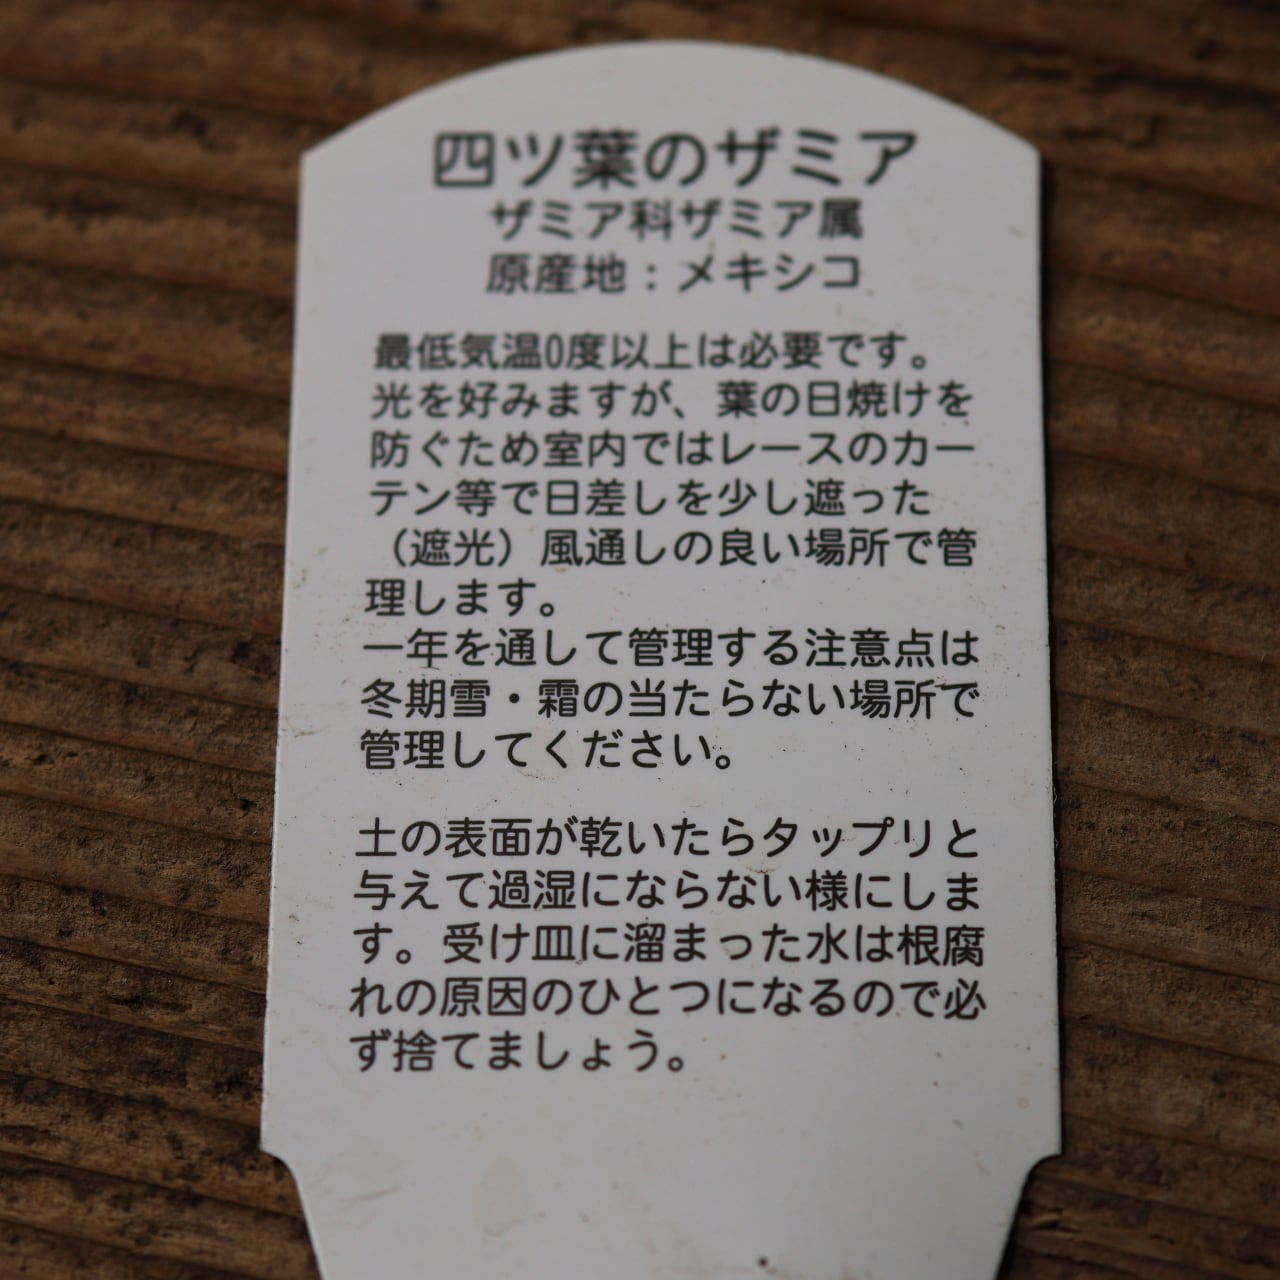 四ツ葉のザミア
ザミア科ザミア属
原産地：メキシコ
最低気温0度以上は必要です。
光を好みますが、葉の日焼けを
防ぐため室内ではレースのカー
テン等で日差しを少し遮った
（遮光）風通しの良い場所で管
理します。
一年を通して管理する注意点は
冬期雪・霜の当たらない場所で
管理してください。
土の表面が乾いたらタップリと
与えて過湿にならない様にしま
す。受け皿に溜まった水は根腐
れの原因のひとつになるので必
ず捨てましょう。